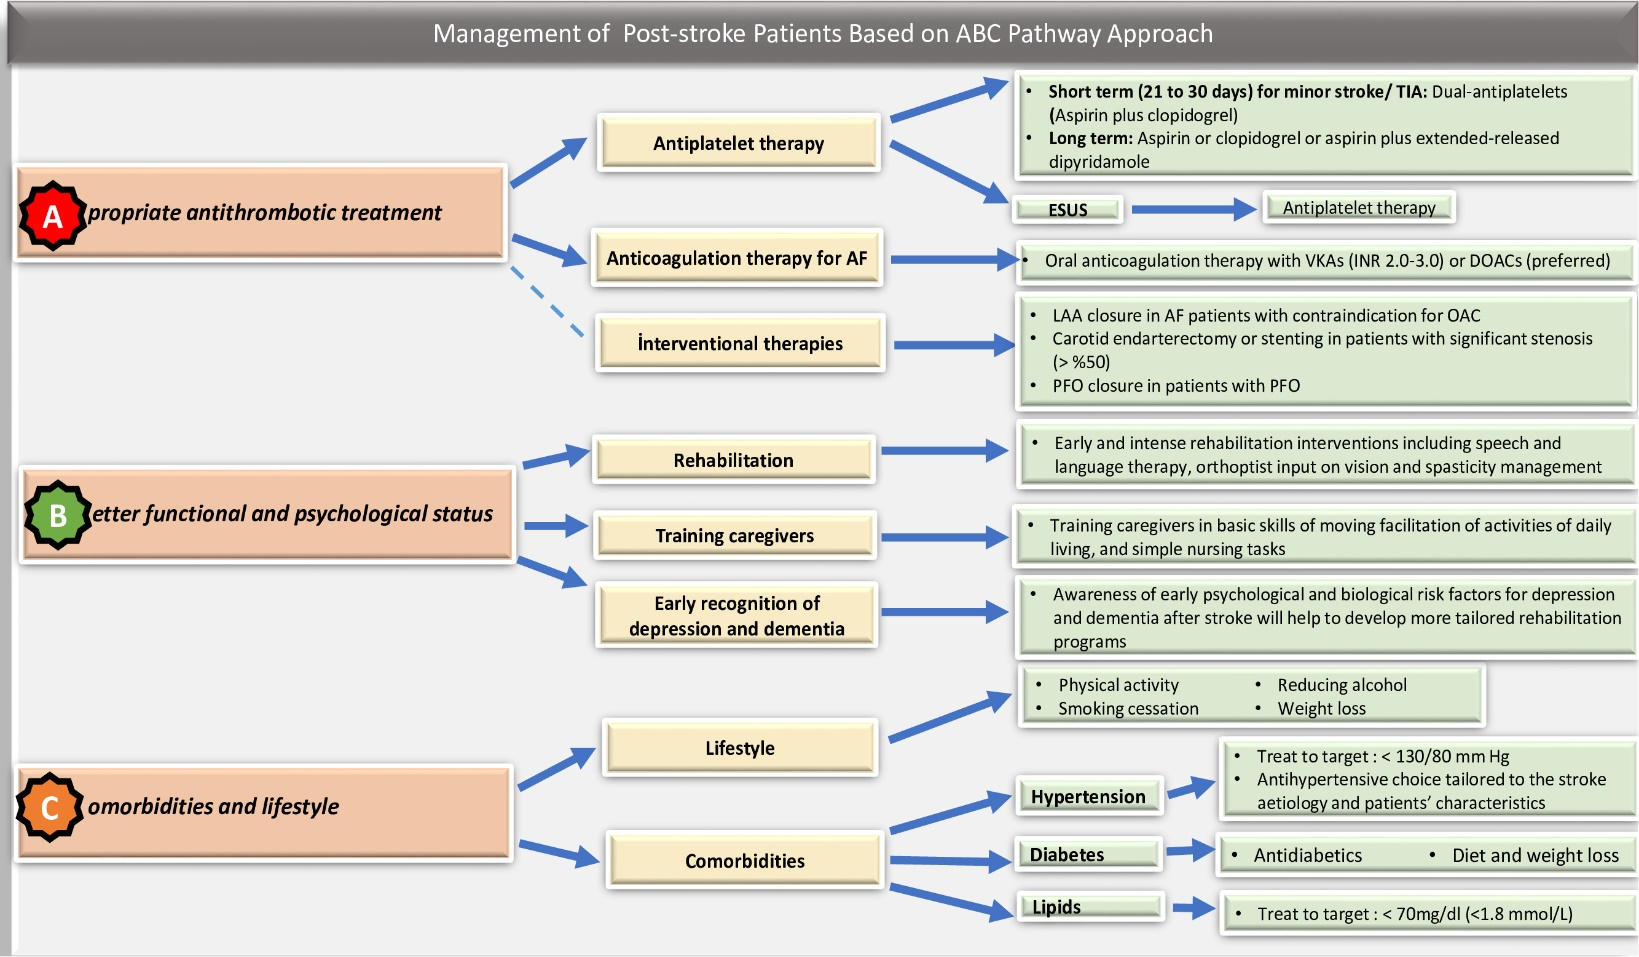 Management of Post-stroke Patients Based on ABC Pathway Approach
A propriate antithrombotic treatment
Antiplatelet therapy
• Short term (21 to 30 days) for minor stroke/ TIA: Dual-antiplatelets
(Aspirin plus clopidogrel)
• Long term: Aspirin or clopidogrel or aspirin plus extended-released
dipyridamole
ESUS
Antiplatelet therapy
Anticoagulation therapy for AF
• Oral anticoagulation therapy with VKAs (INR 2.0-3.0) or DOACs (preferred)
İnterventional therapies
• LAA closure in AF patients with contraindication for OAC
• Carotid endarterectomy or stenting in patients with significant stenosis
(> %50)
• PFO closure in patients with PFO
B etter functional and psychological status
Rehabilitation
• Early and intense rehabilitation interventions including speech and
language therapy, orthoptist input on vision and spasticity management
Training caregivers
• Training caregivers in basic skills of moving facilitation of activities of daily
living, and simple nursing tasks
Early recognition of
depression and dementia
• Awareness of early psychological and biological risk factors for depression
and dementia after stroke will help to develop more tailored rehabilitation
programs
C omorbidities and lifestyle
Lifestyle
• Physical activity • Reducing alcohol
• Smoking cessation • Weight loss
Comorbidities
Hypertension
• Treat to target : < 130/80 mm Hg
• Antihypertensive choice tailored to the stroke
aetiology and patients' characteristics
Diabetes
• Antidiabetics • Diet and weight loss
Lipids
• Treat to target : < 70mg/dl (<1.8 mmol/L)